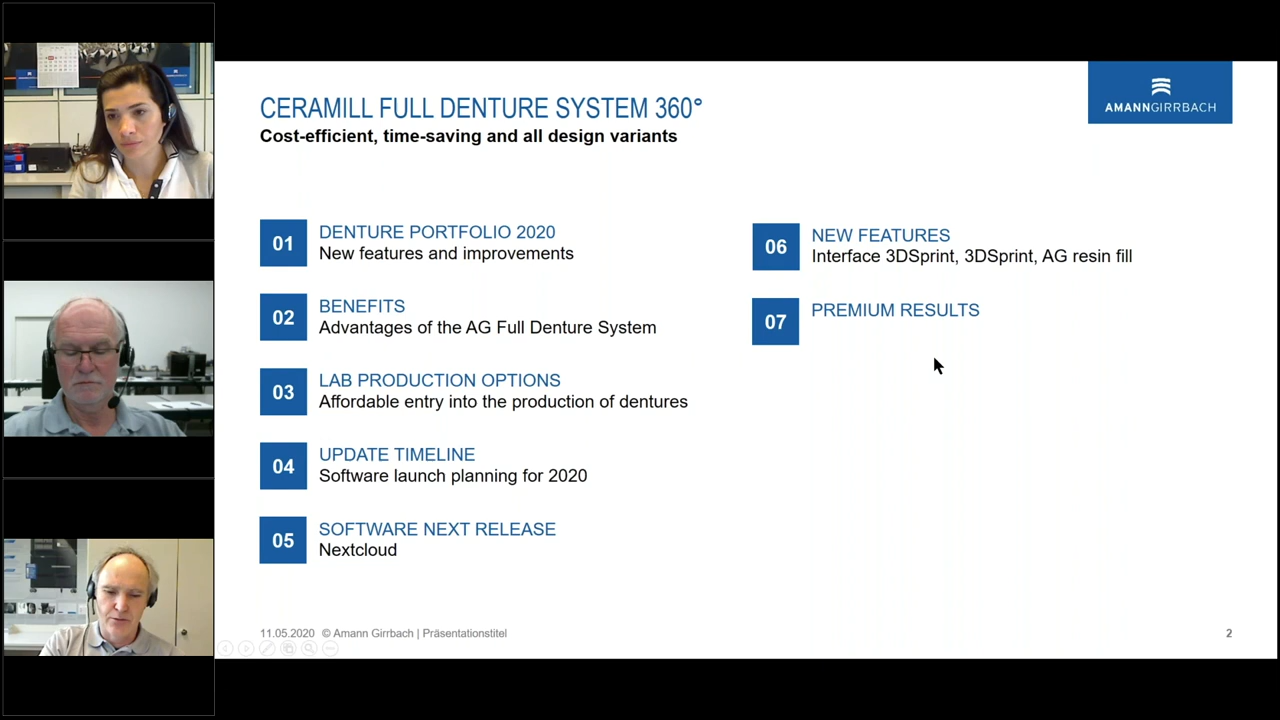 CERAMILL FULL DENTURE SYSTEM 360°
Cost-efficient, time-saving and all design variants
AMANNGIRRBACH
01
DENTURE PORTFOLIO 2020
New features and improvements
02
BENEFITS
Advantages of the AG Full Denture System
03
LAB PRODUCTION OPTIONS
Affordable entry into the production of dentures
04
UPDATE TIMELINE
Software launch planning for 2020
05
SOFTWARE NEXT RELEASE
Nextcloud
06
NEW FEATURES
Interface 3DSprint, 3DSprint, AG resin fill
07
PREMIUM RESULTS
11.05.2020 © Amann Girrbach | Präsentationstitel
2